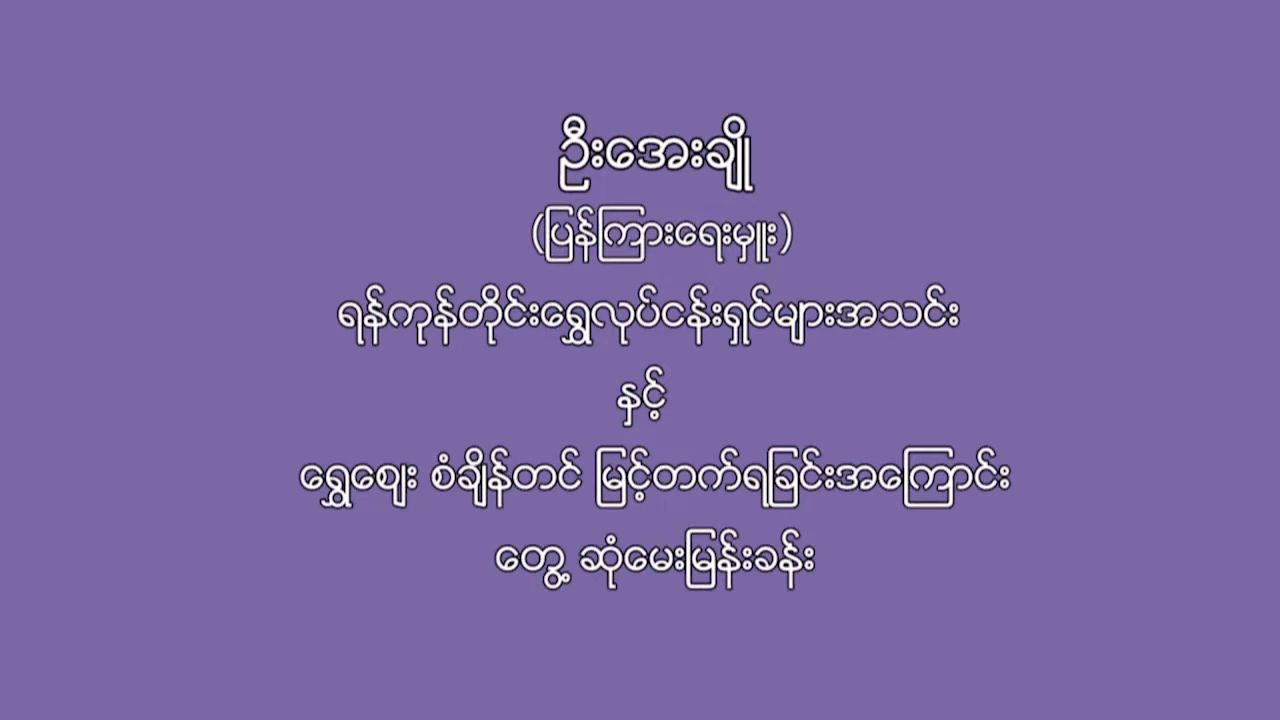 ဦးအေးချို
(ပြန်ကြားရေးမှူး)
ရန်ကုန်တိုင်းရွှေလုပ်ငန်းရှင်များအသင်း
နှင့်
ရွှေဈေး စံချိန်တင် မြင့်တက်ရခြင်းအကြောင်း
တွေ့ ဆုံမေးမြန်းခန်း